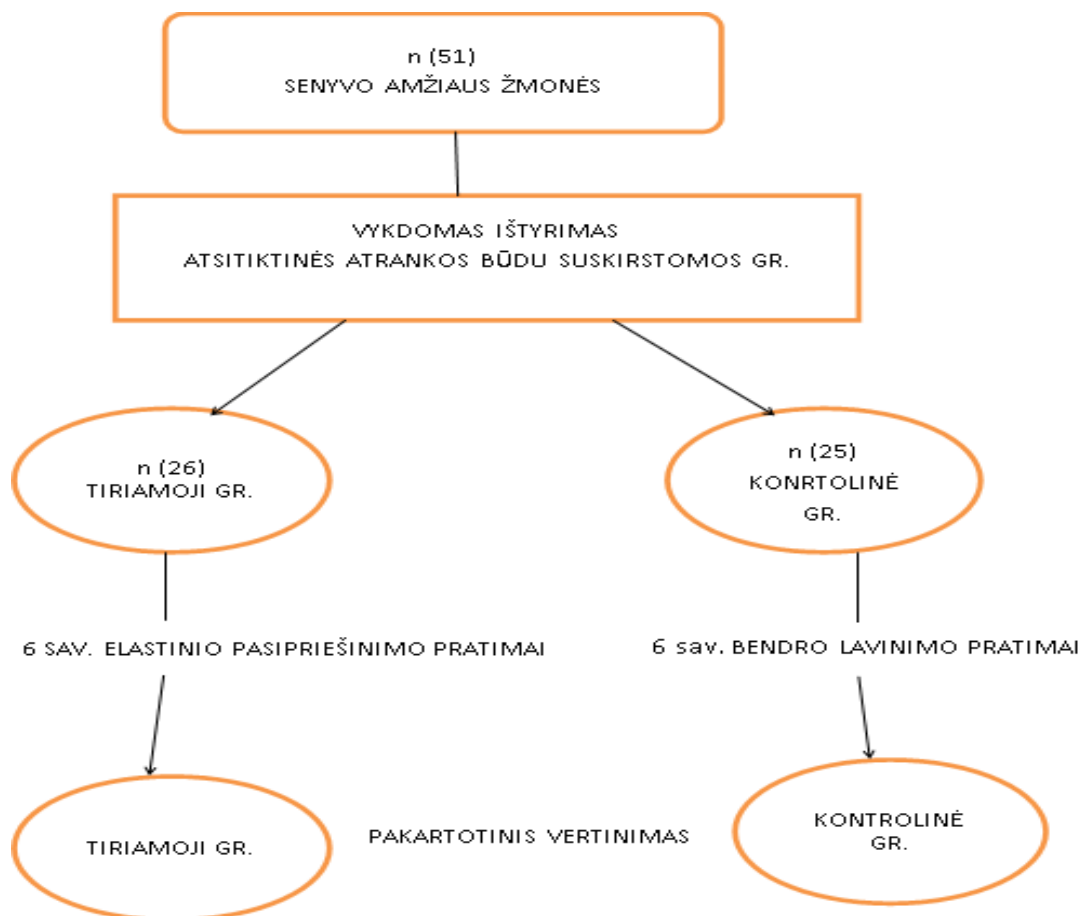 n (51)
SENYVO AMŽIAUS ŽMONĖS
VYKDOMAS IŠTYRIMAS
ATSITIKTINĖS ATRANKOS BŪDU SUSKIRSTOMOS GR.
n (26)
TIRIAMOJI GR.
n (25)
KONRTOLINĖ
GR.
6 SAV. ELASTINIO PASIPRIEŠINIMO PRATIMAI
6 sav. BENDRO LAVINIMO PRATIMAI
TIRIAMOJI GR.
PAKARTOTINIS VERTINIMAS
KONTROLINĖ
GR.